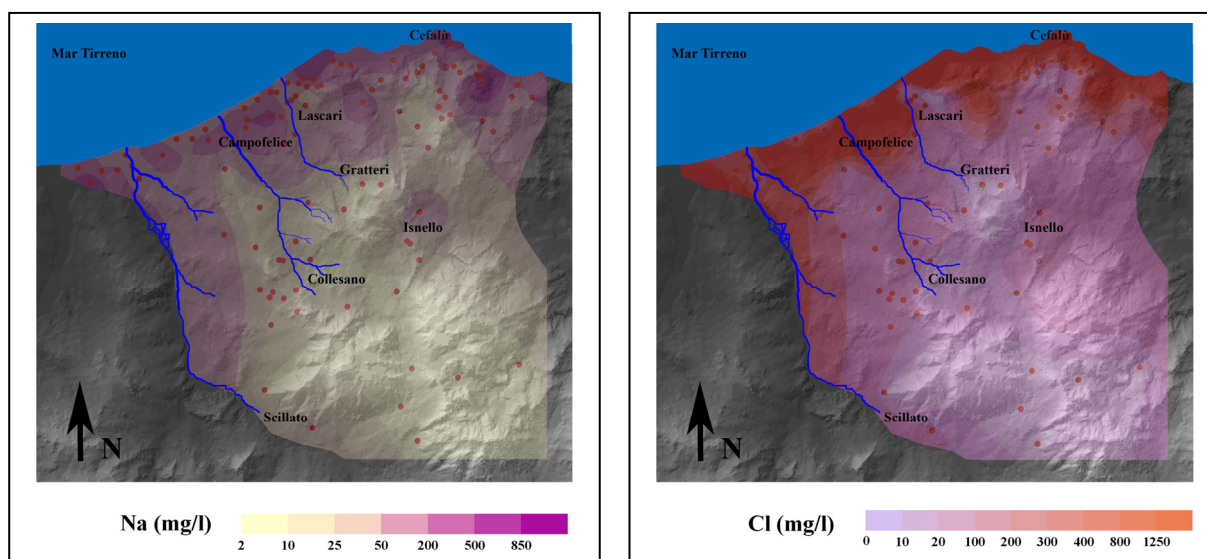 Cefalù
Mar Tirreno
Lascari
Campofelice
Gratteri
Isnello
Collesano
Scillato
N
Na (mg/l)
2 10 25 50 200 500 850
Cefalù
Mar Tirreno
Lascari
Campofelice
Gratteri
Isnello
Collesano
Scillato
N
Cl (mg/l)
0 10 20 100 300 400 800 1250